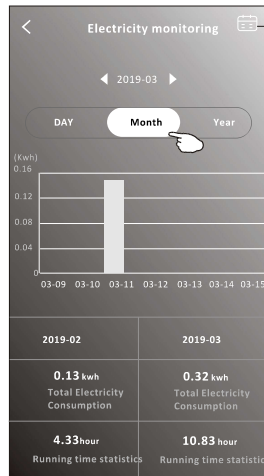 Electricity monitoring
2019-03
DAY Month Year
(Kwh)
0.16
0.12
0.08
0.04
0
03-09 03-10 03-11 03-12 03-13 03-14 03-15
2019-02 2019-03
0.13 kwh 0.32 kwh
Total Electricity Total Electricity
Consumption Consumption
4.33hour 10.83 hour
Running time statistics Running time statistic